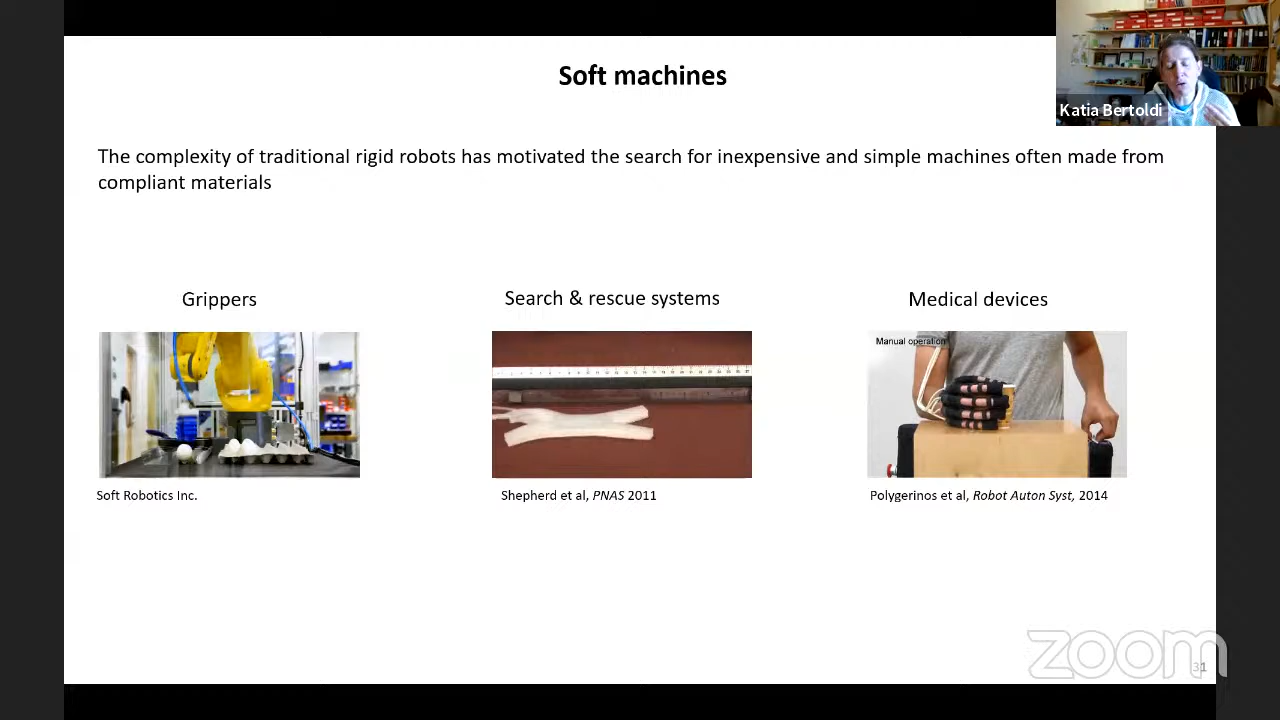 Soft machines
Katia Bertoldi
The complexity of traditional rigid robots has motivated the search for inexpensive and simple machines often made from
compliant materials
Grippers
Search & rescue systems
Medical devices
Manual operation
Soft Robotics Inc.
Shepherd et al, PNAS 2011
Polygerinos et al, Robot Auton Syst, 2014
zoom
31